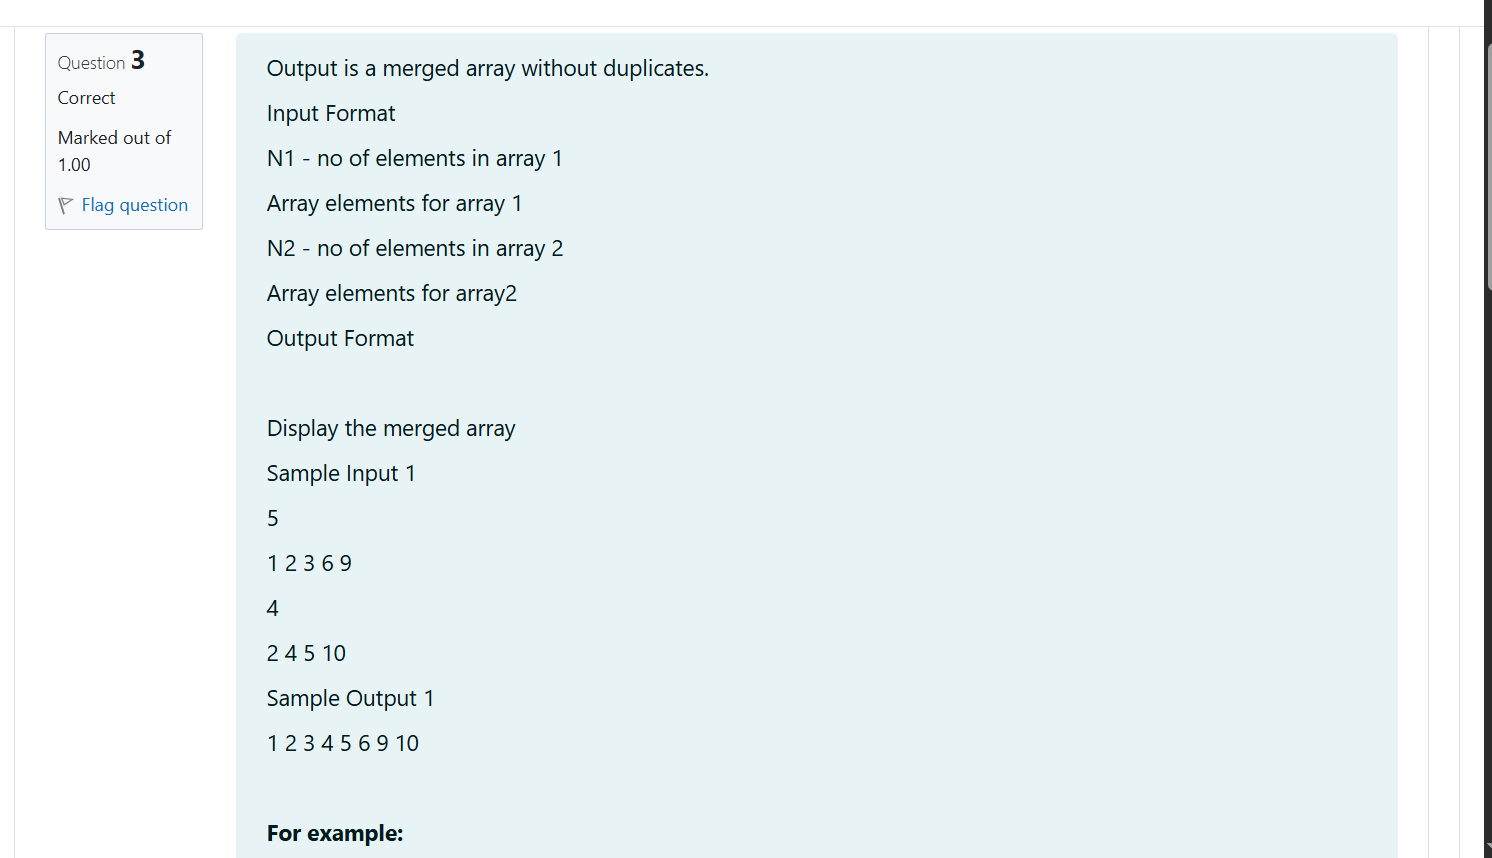 Question 3
Correct
Marked out of
1.00
Flag question
Output is a merged array without duplicates.
Input Format
N1 - no of elements in array 1
Array elements for array 1
N2 - no of elements in array 2
Array elements for array2
Output Format
Display the merged array
Sample Input 1
5
1 2 3 6 9
4
2 4 5 10
Sample Output 1
1 2 3 4 5 6 9 10
For example: